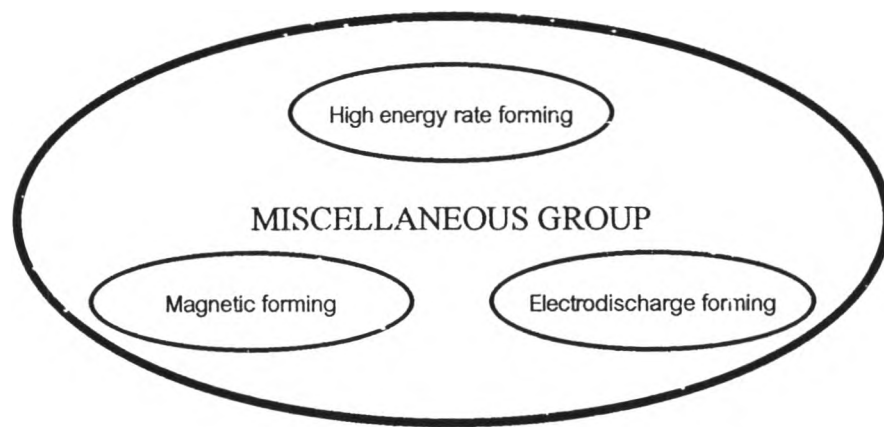 High energy rate forming
MISCELLANEOUS GROUP
Magnetic forming
Electrodischarge forming